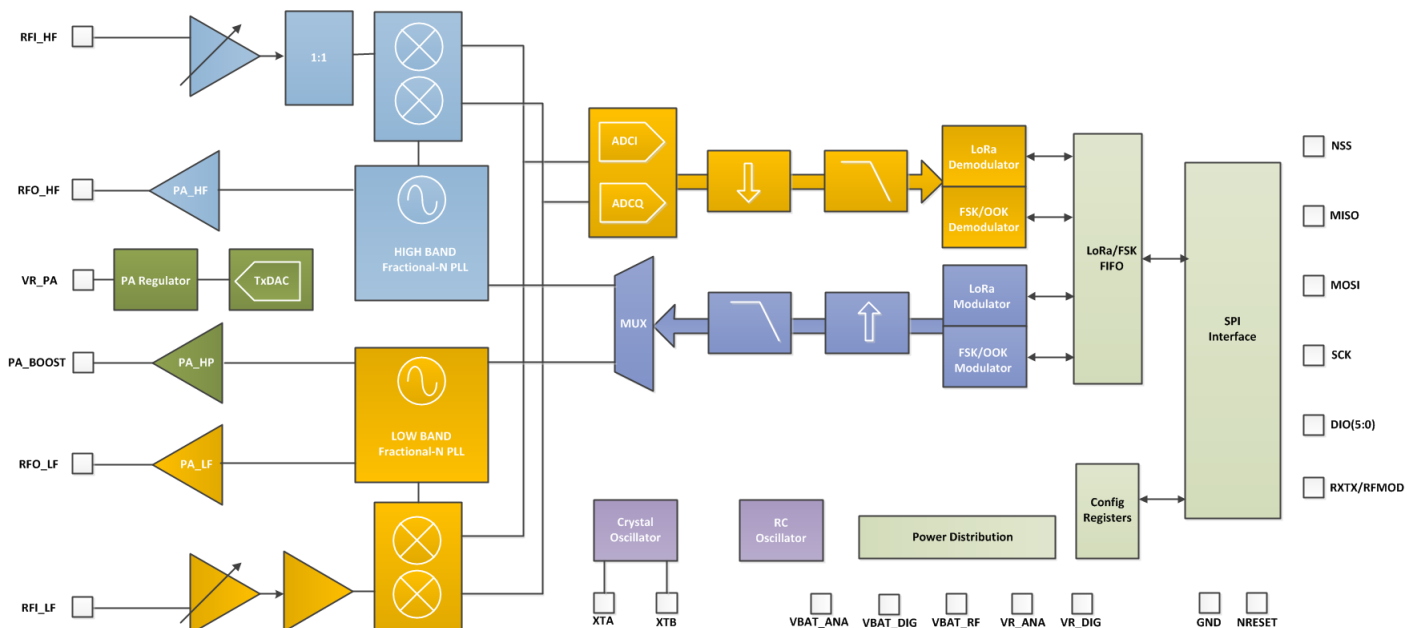 RFI_HF
1:1
ADCI
ADCQ
LoRa
Demodulator
FSK/OOK
Demodulator
NSS
RFO_HF
PA_HF
MISO
HIGH BAND
Fractional-N PLL
LoRa/FSK
FIFO
VR_PA
PA Regulator
TxDAC
MOSI
MUX
LoRa
Modulator
SPI
Interface
PA_BOOST
PA_HP
FSK/OOK
Modulator
SCK
LOW BAND
Fractional-N PLL
DIO(5:0)
RFO_LF
PA_LF
RXTX/RFMOD
Crystal
Oscillator
RC
Oscillator
Power Distribution
Config
Registers
RFI_LF
XTA
XTB
VBAT_ANA
VBAT_DIG
VBAT_RF
VR_ANA
VR_DIG
GND
NRESET